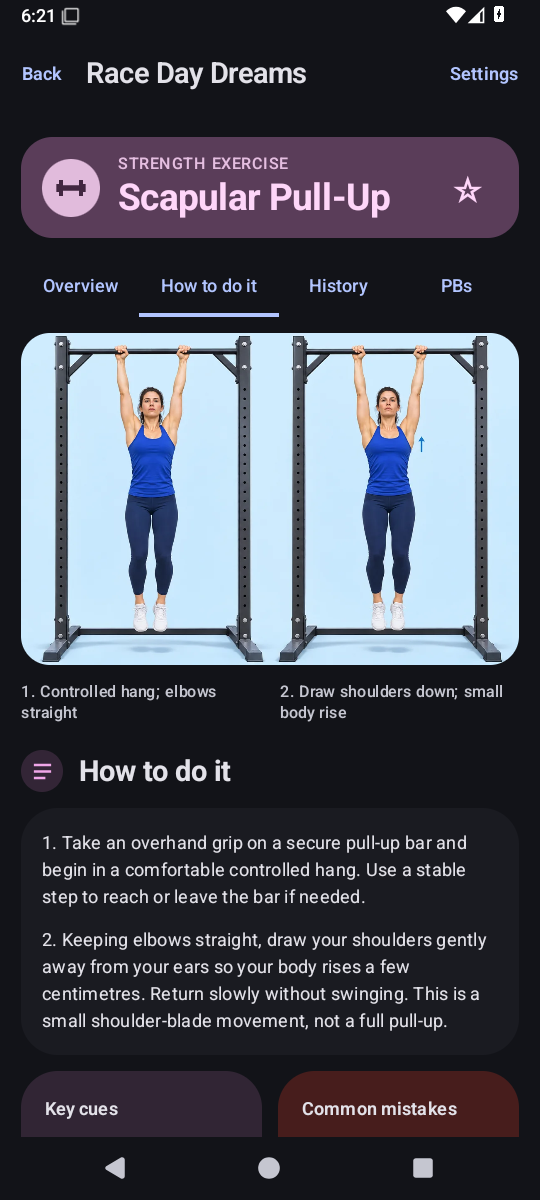 6:21
Back
Race Day Dreams
Settings
STRENGTH EXERCISE
Scapular Pull-Up
Overview
How to do it
History
PBs
1. Controlled hang; elbows
straight
2. Draw shoulders down; small
body rise
How to do it
1. Take an overhand grip on a secure pull-up bar and
begin in a comfortable controlled hang. Use a stable
step to reach or leave the bar if needed.
2. Keeping elbows straight, draw your shoulders gently
away from your ears so your body rises a few
centimetres. Return slowly without swinging. This is a
small shoulder-blade movement, not a full pull-up.
Key cues
Common mistakes